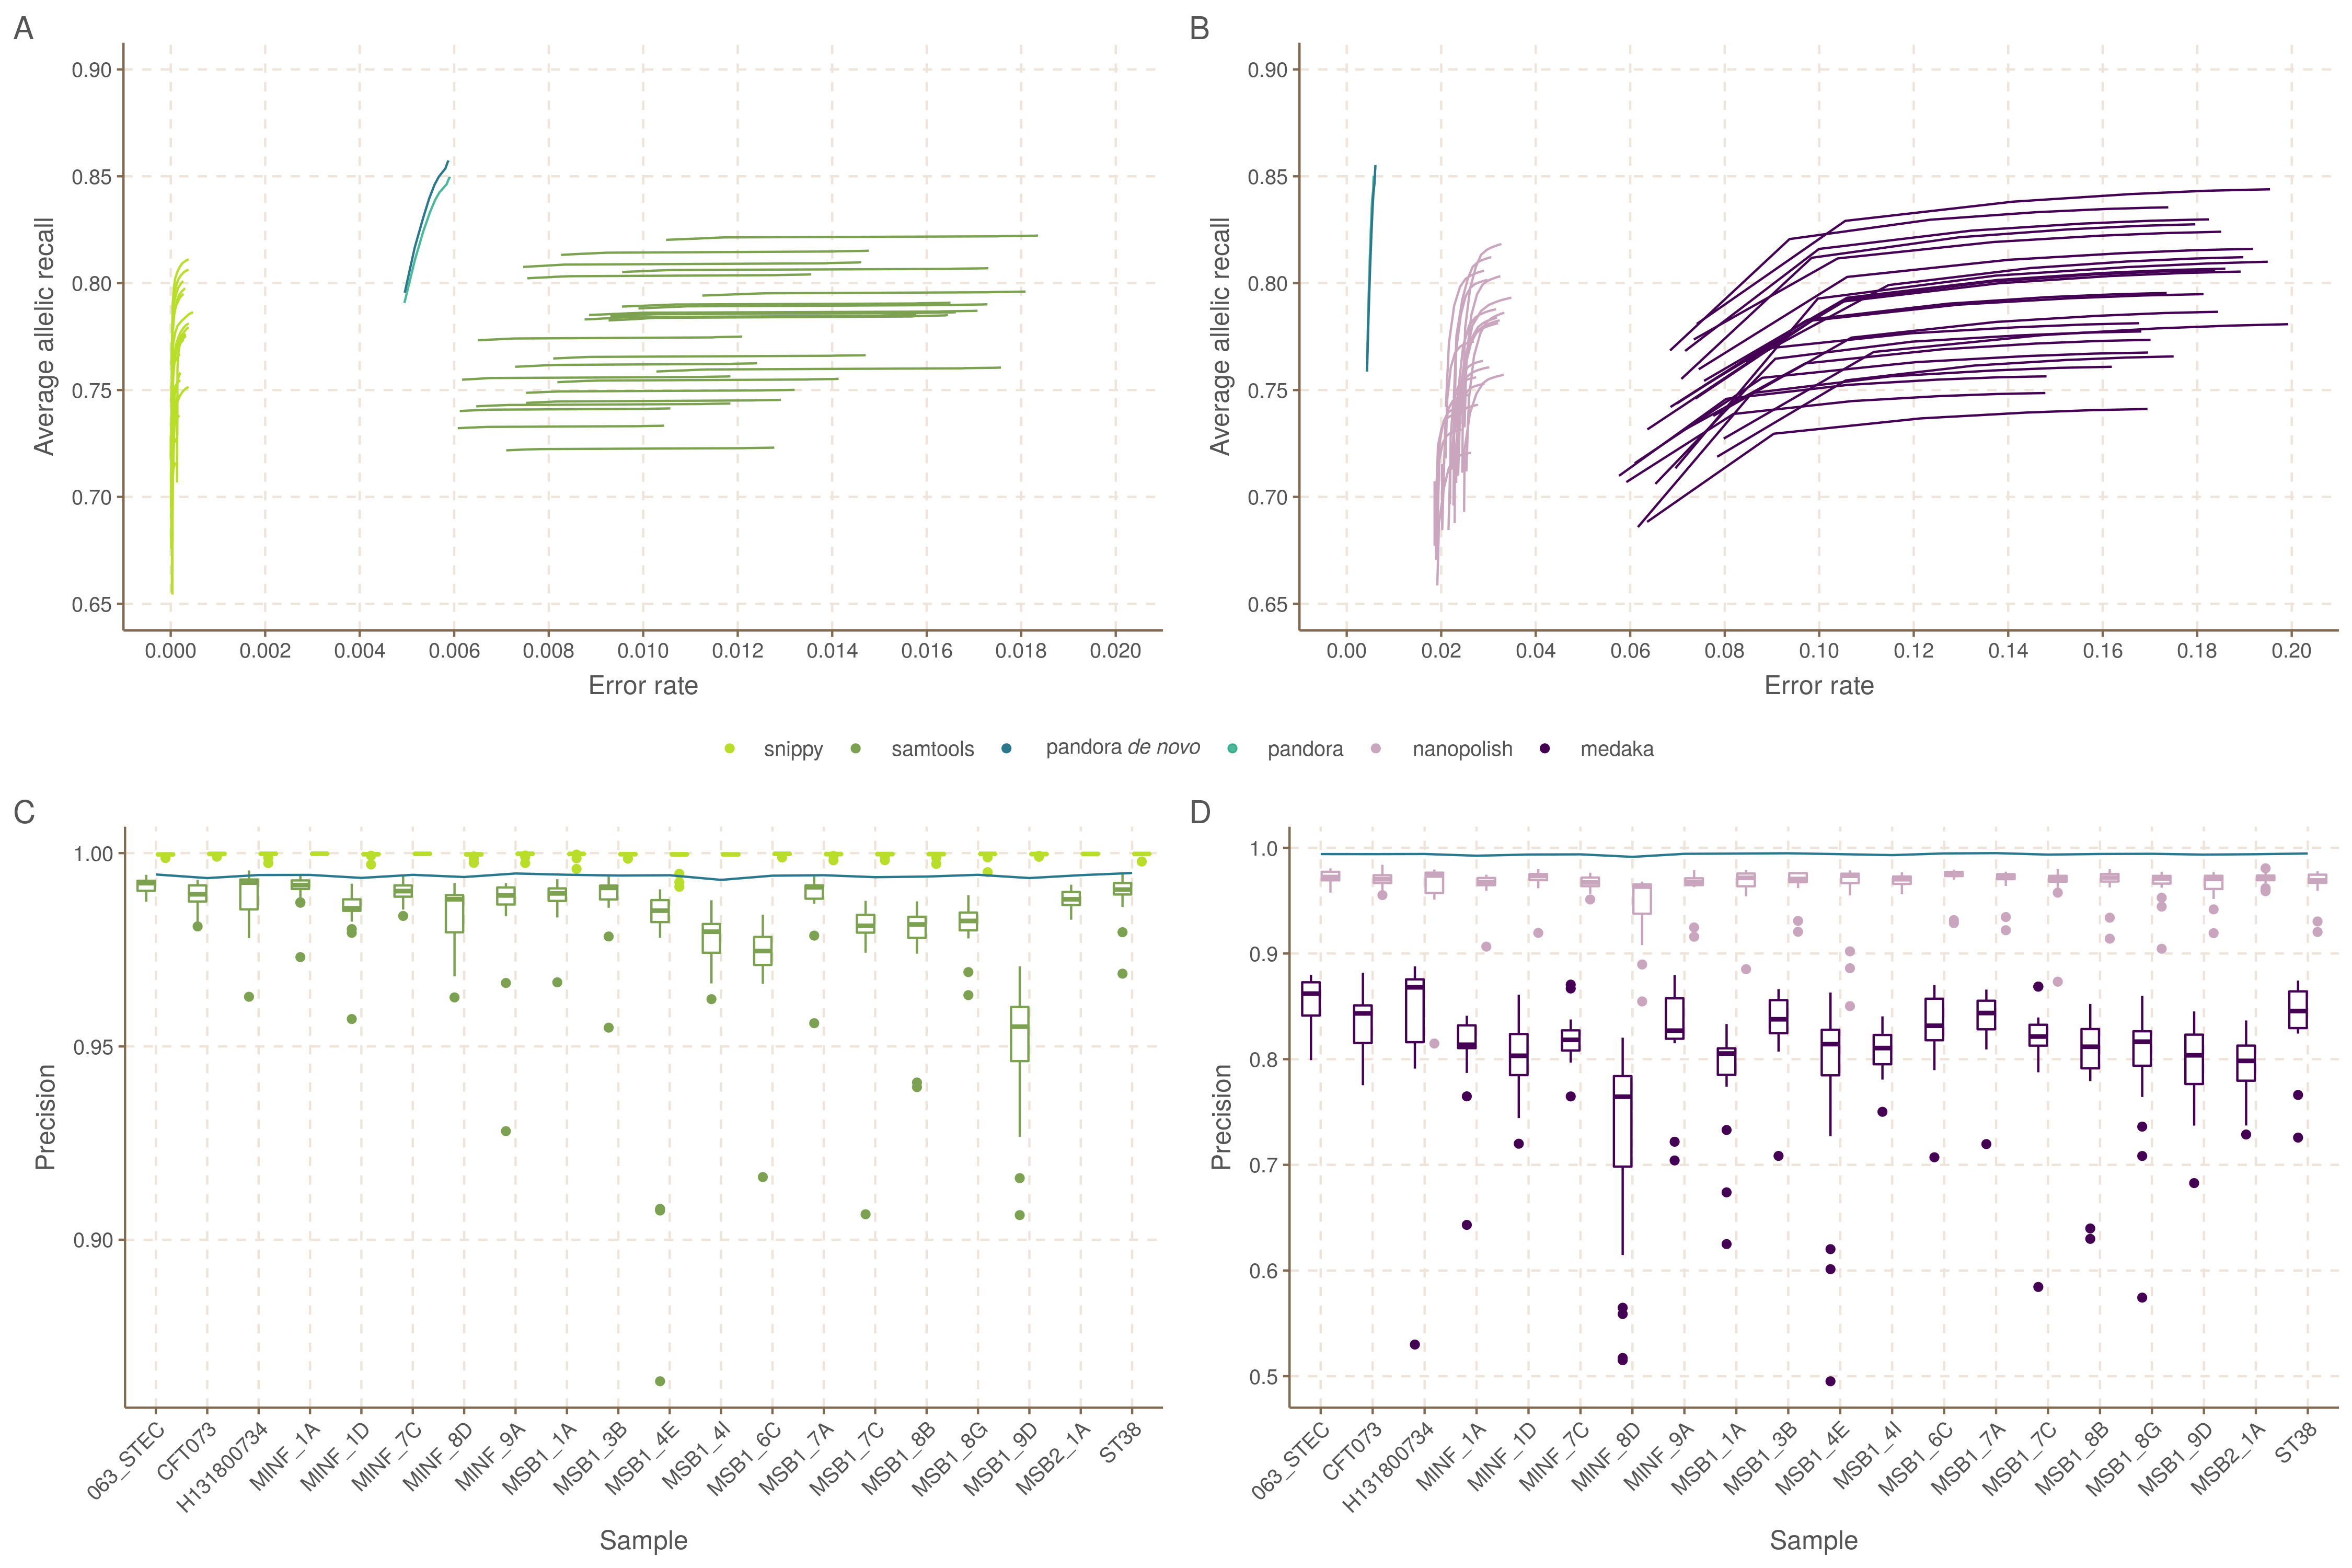 A
B
0.90
0.85
0.80
0.75
0.70
0.65
Average allelic recall
0.000 0.002 0.004 0.006 0.008 0.010 0.012 0.014 0.016 0.018 0.020
Error rate
0.90
0.85
0.80
0.75
0.70
0.65
Average allelic recall
0.00 0.02 0.04 0.06 0.08 0.10 0.12 0.14 0.16 0.18 0.20
Error rate
snippy samtools pandora de novo pandora nanopolish medaka
C
D
1.00
0.95
0.90
Precision
063_STEC CFT073 H131800734 MINF_1A MINF_1D MINF_7C MINF_8D MINF_9A MSB1_1A MSB1_3B MSB1_4E MSB1_4I MSB1_6C MSB1_7A MSB1_7C MSB1_8B MSB1_8G MSB1_9D MSB2_1A ST38
Sample
1.0
0.9
0.8
0.7
0.6
0.5
Precision
063_STEC CFT073 H131800734 MINF_1A MINF_1D MINF_7C MINF_8D MINF_9A MSB1_1A MSB1_3B MSB1_4E MSB1_4I MSB1_6C MSB1_7A MSB1_7C MSB1_8B MSB1_8G MSB1_9D MSB2_1A ST38
Sample